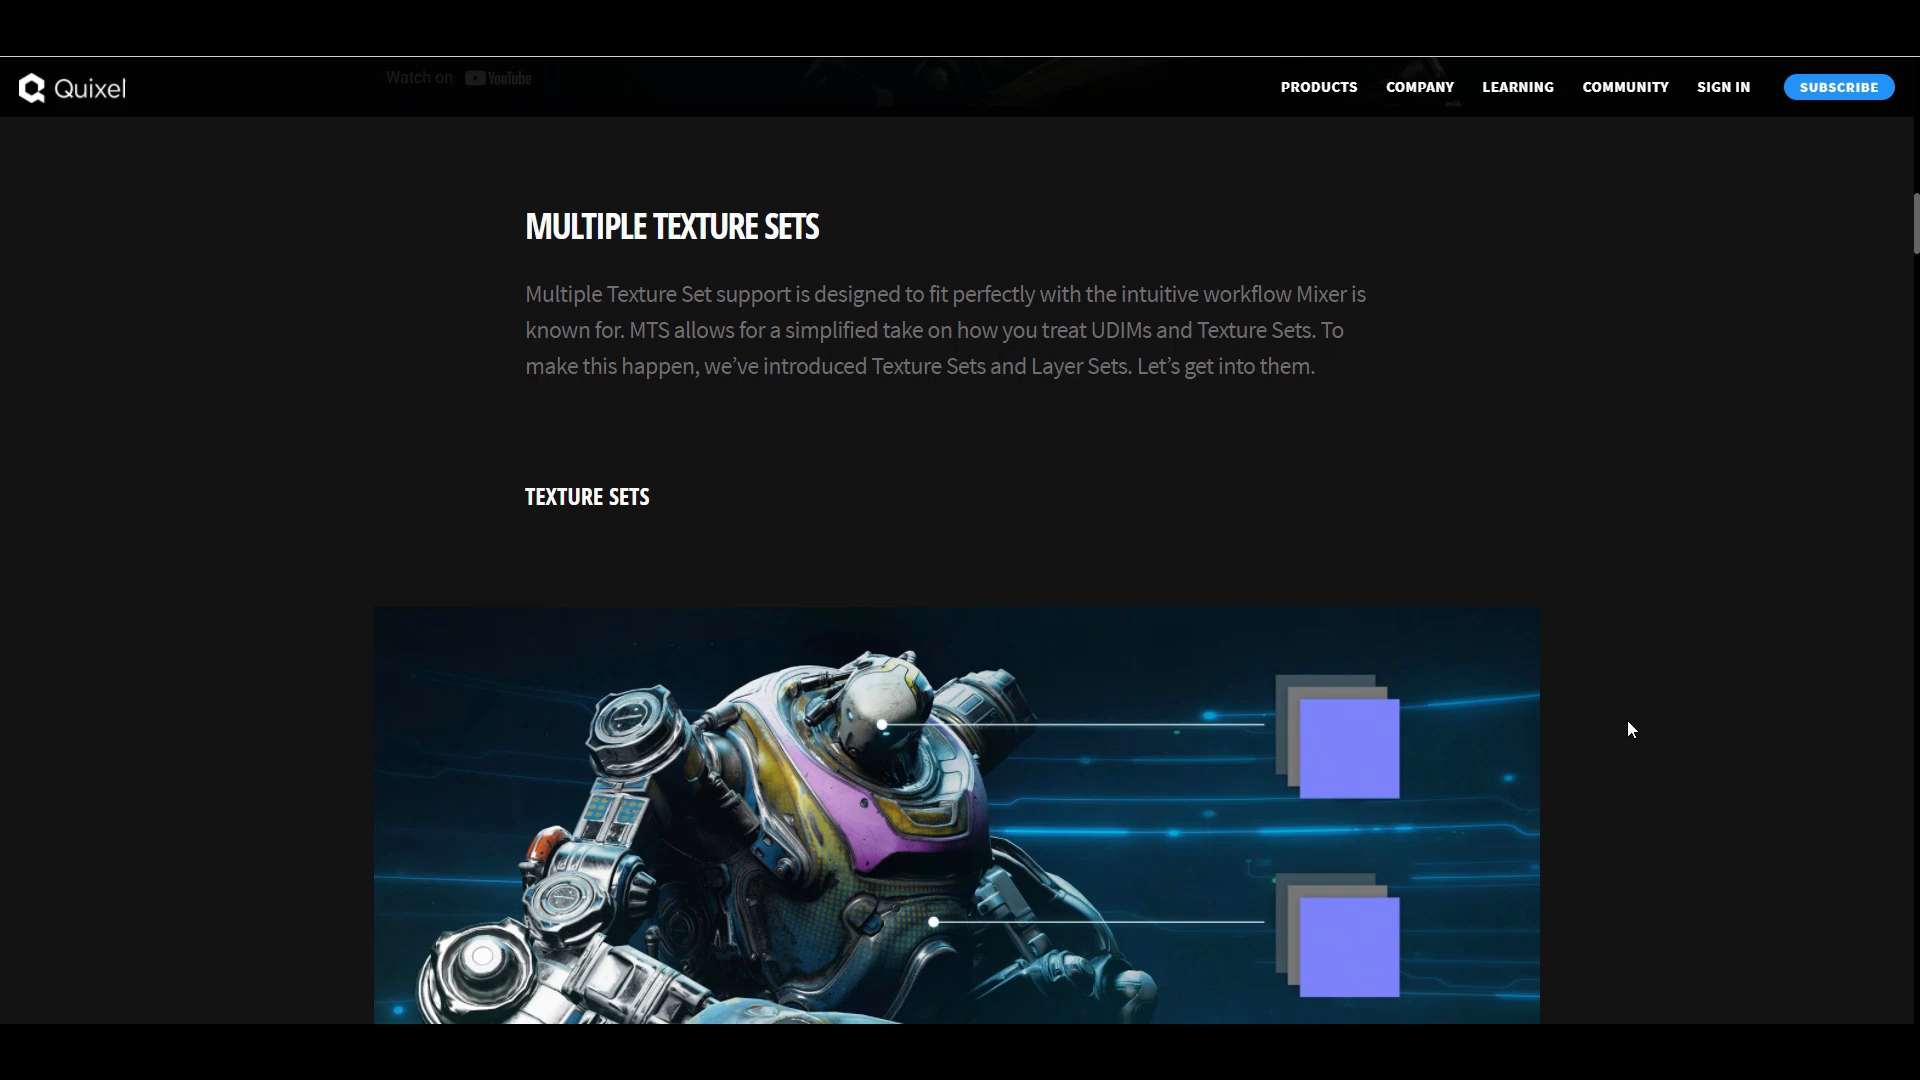 Watch on YouTube
Quixel
PRODUCTS COMPANY LEARNING COMMUNITY SIGN IN SUBSCRIBE
MULTIPLE TEXTURE SETS
Multiple Texture Set support is designed to fit perfectly with the intuitive workflow Mixer is
known for. MTS allows for a simplified take on how you treat UDIMs and Texture Sets. To
make this happen, we’ve introduced Texture Sets and Layer Sets. Let’s get into them.
TEXTURE SETS